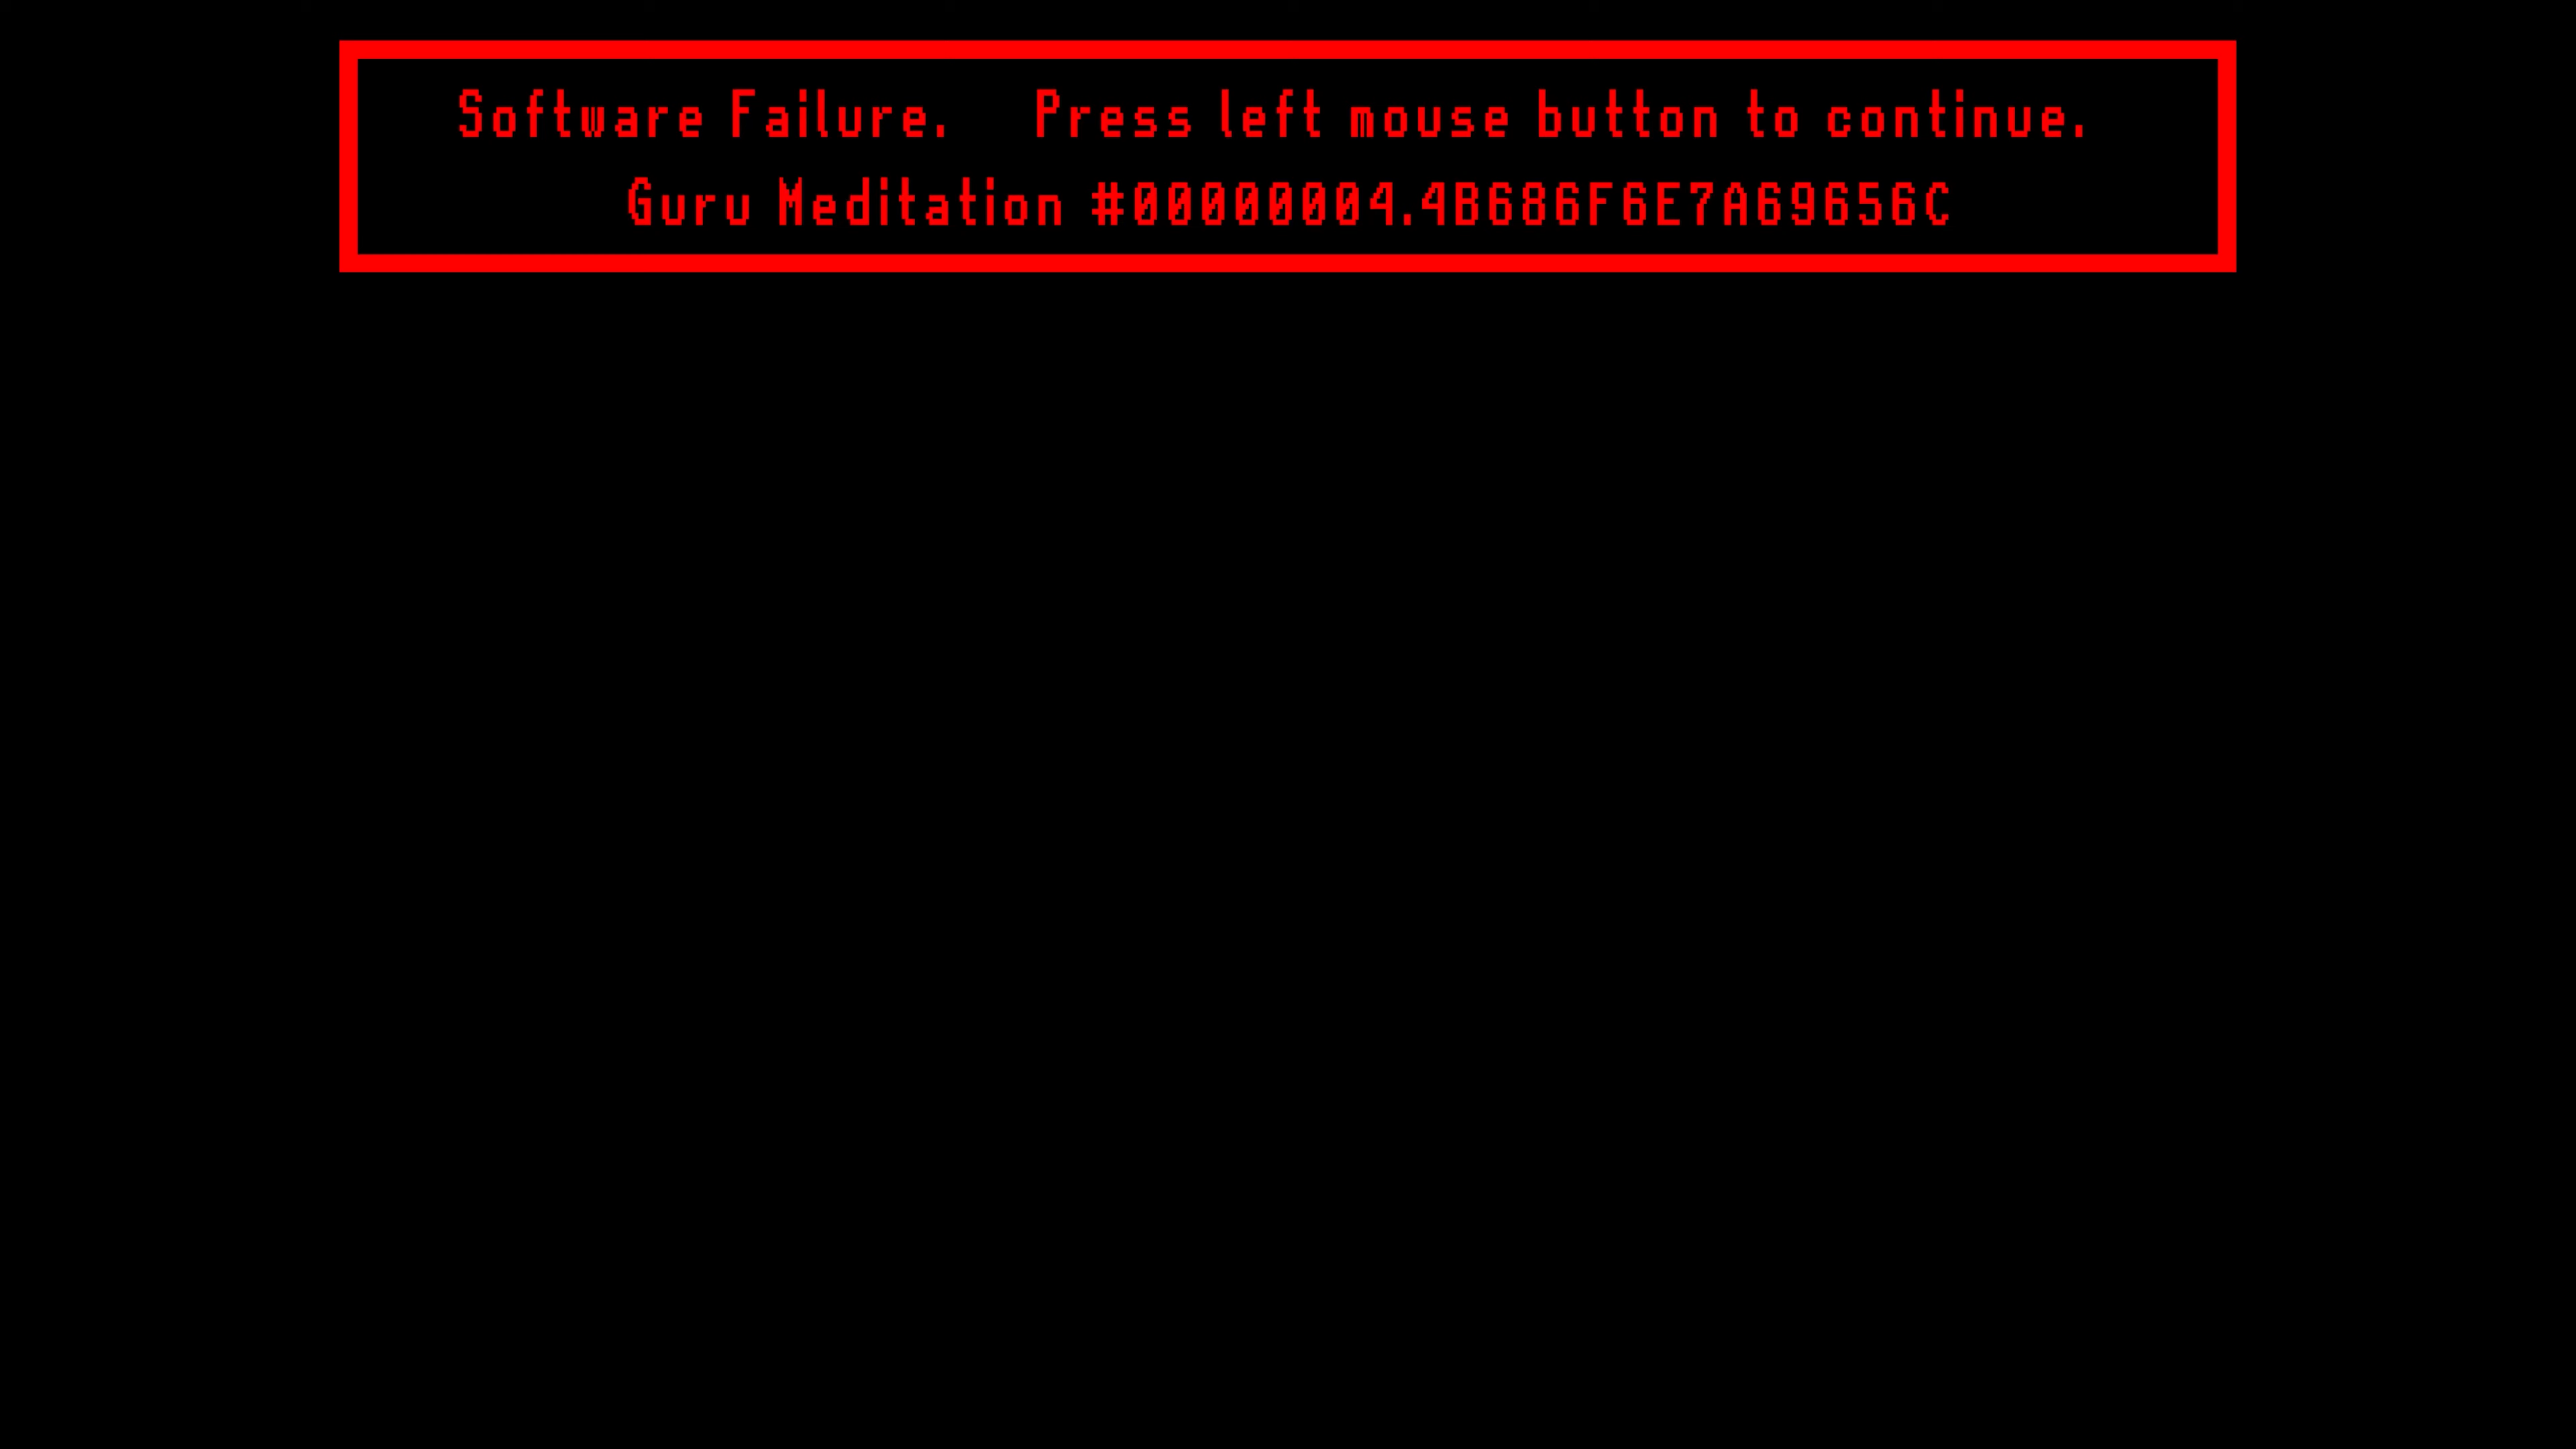 Software Failure.   Press left mouse button to continue.
Guru Meditation #00000004.4B686F6E7A69656C